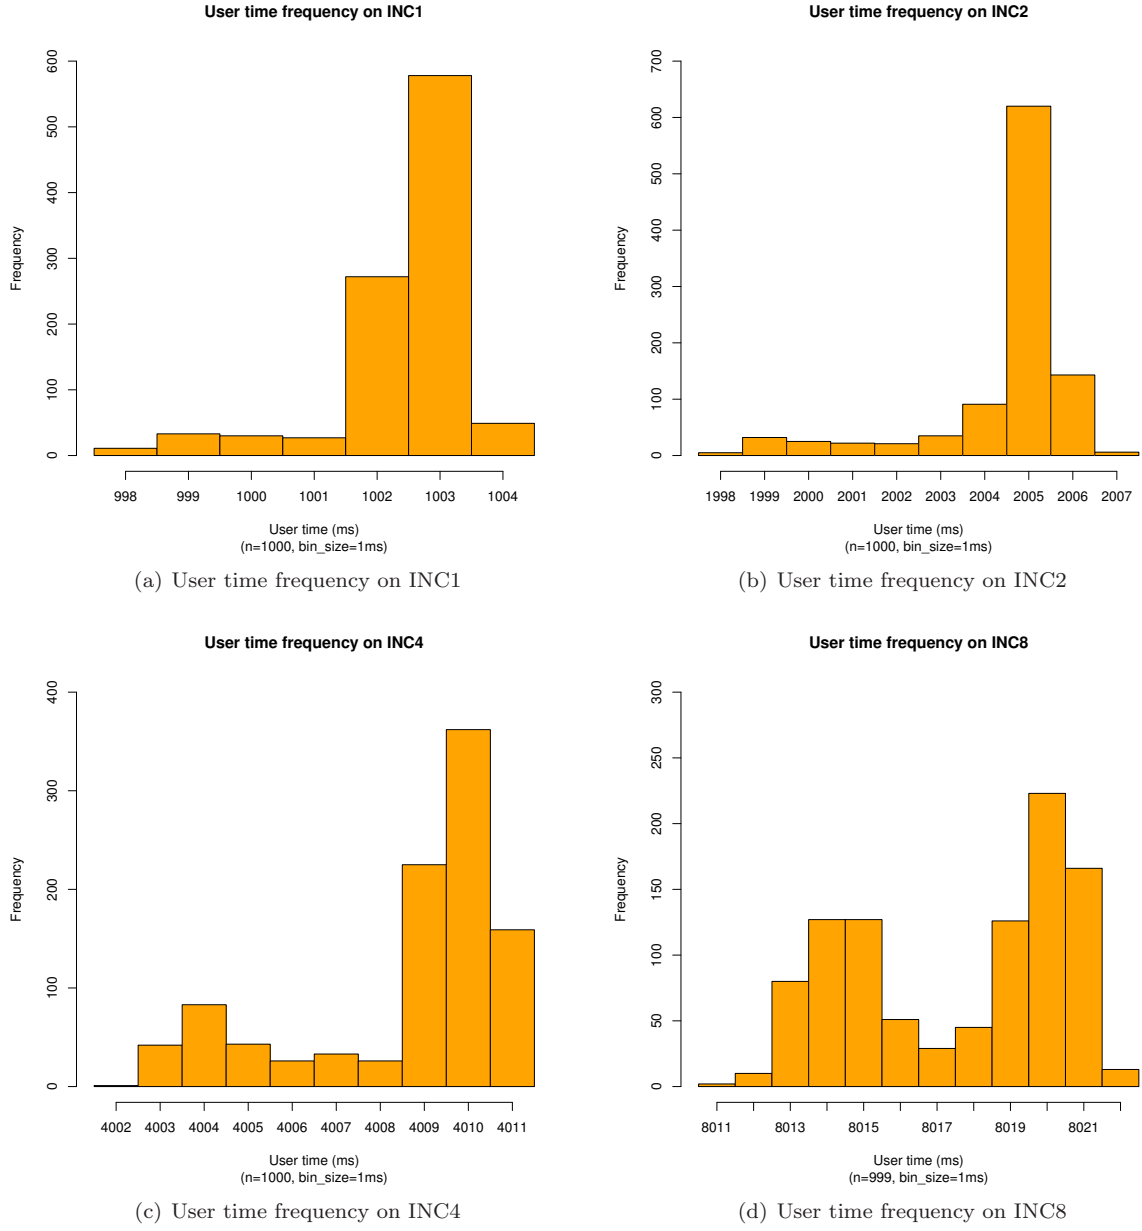 User time frequency on INC1
600
500
400
300
200
100
0
Frequency
998 999 1000 1001 1002 1003 1004
User time (ms)
(n=1000, bin_size=1ms)
(a) User time frequency on INC1
User time frequency on INC2
700
600
500
400
300
200
100
0
Frequency
1998 1999 2000 2001 2002 2003 2004 2005 2006 2007
User time (ms)
(n=1000, bin_size=1ms)
(b) User time frequency on INC2
User time frequency on INC4
400
300
200
100
0
Frequency
4002 4003 4004 4005 4006 4007 4008 4009 4010 4011
User time (ms)
(n=1000, bin_size=1ms)
(c) User time frequency on INC4
User time frequency on INC8
300
250
200
150
100
50
0
Frequency
8011 8013 8015 8017 8019 8021
User time (ms)
(n=999, bin_size=1ms)
(d) User time frequency on INC8